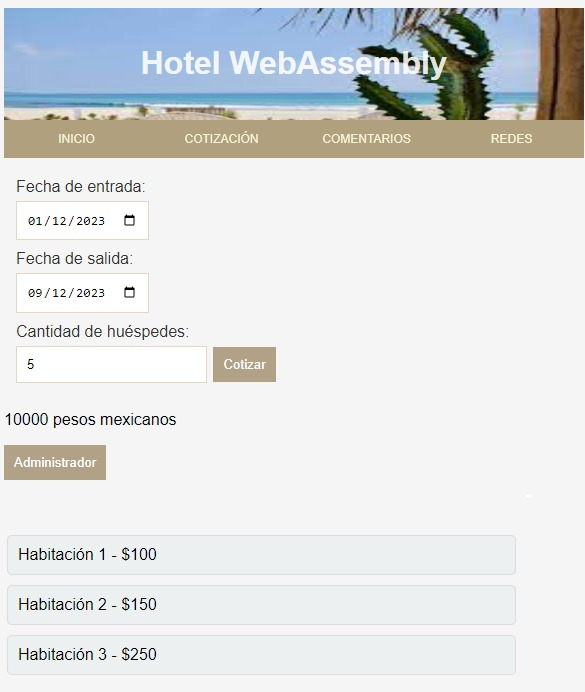 Hotel WebAssembly
INICIO COTIZACIÓN COMENTARIOS REDES
Fecha de entrada:
01/12/2023
Fecha de salida:
09/12/2023
Cantidad de huéspedes:
5 Cotizar
10000 pesos mexicanos
Administrador
Habitación 1 - $100
Habitación 2 - $150
Habitación 3 - $250